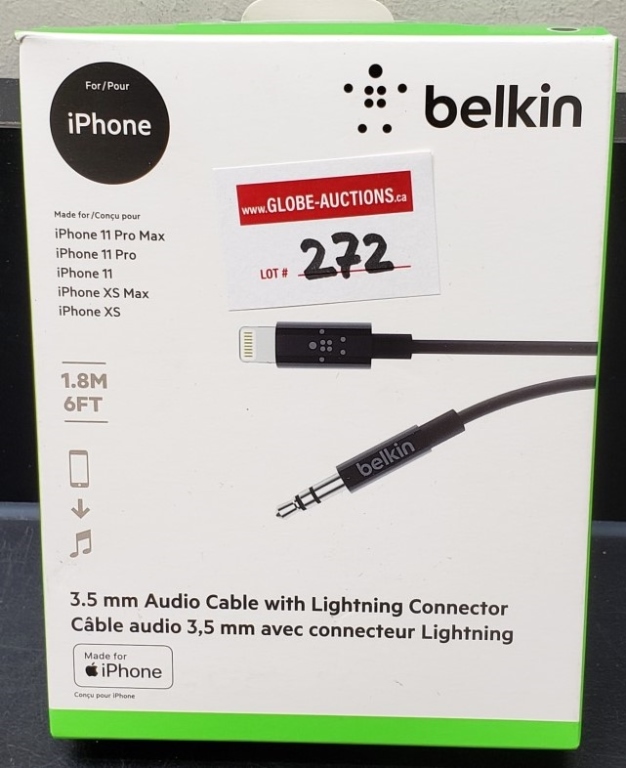 For/Pour
iPhone
belkin
Made for/Conçu pour
iPhone 11 Pro Max
iPhone 11 Pro
iPhone 11
iPhone XS Max
iPhone XS
www.GLOBE-AUCTIONS.ca
LOT # 272
1.8M
6FT
belkin
3.5 mm Audio Cable with Lightning Connector
Câble audio 3,5 mm avec connecteur Lightning
Made for
iPhone
Conçu pour iPhone